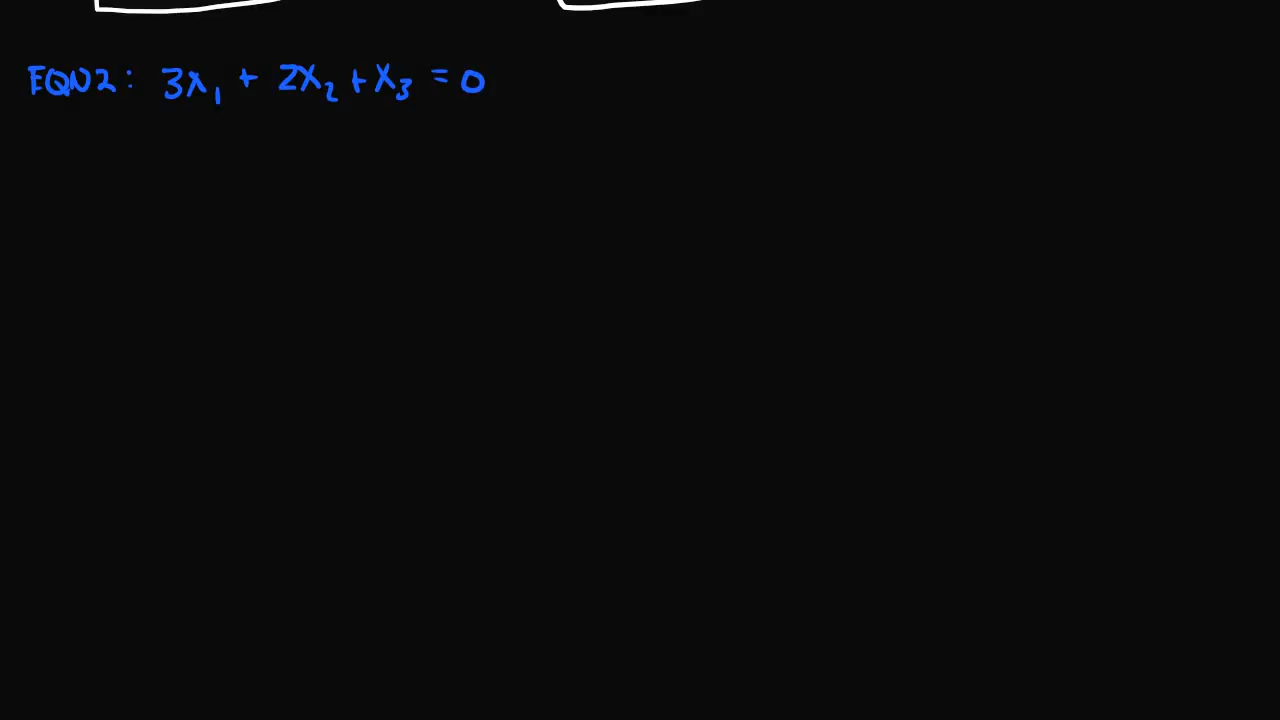 EQN2: 3x₁ + 2x₂ + x₃ = 0